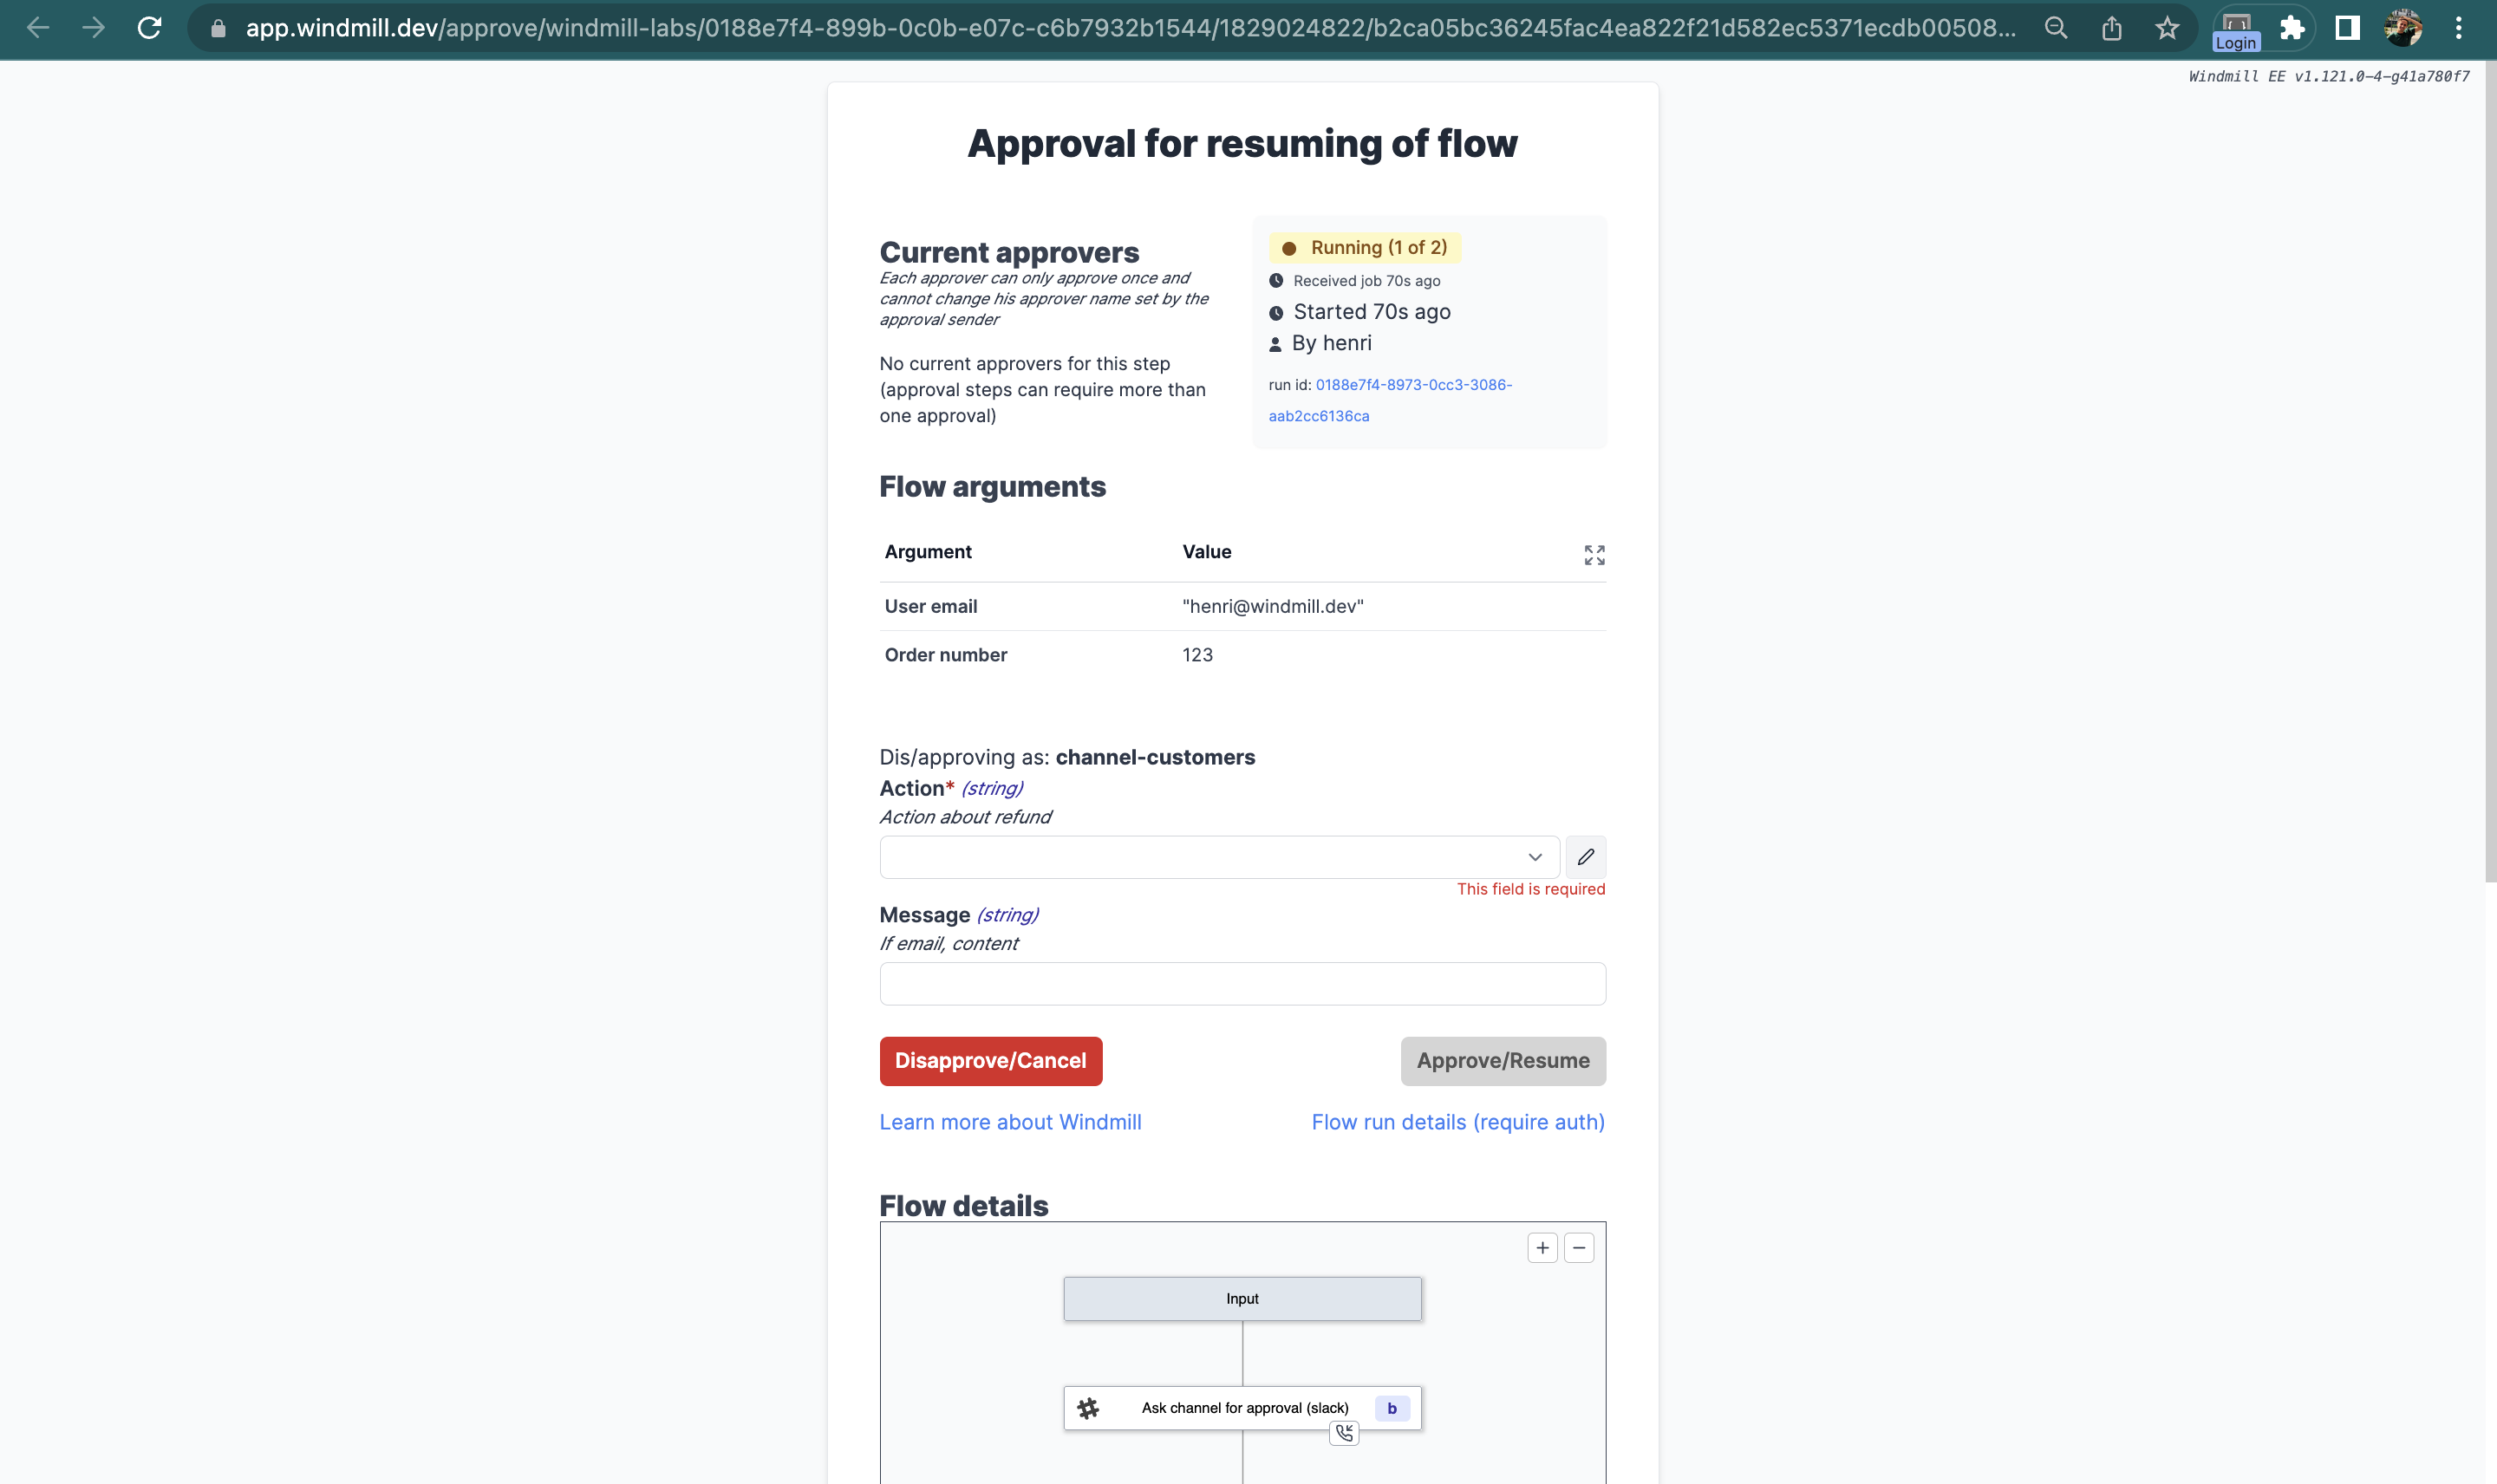 app.windmill.dev/approve/windmill-labs/0188e7f4-899b-0c0b-e07c-c6b7932b1544/1829024822/b2ca05bc36245fac4ea822f21d582ec5371ecdb00508...
Login
Windmill EE v1.121.0-4-g41a780f7
Approval for resuming of flow
Current approvers
Each approver can only approve once and
cannot change his approver name set by the
approval sender
No current approvers for this step
(approval steps can require more than
one approval)
Running (1 of 2)
Received job 70s ago
Started 70s ago
By henri
run id: 0188e7f4-8973-0cc3-3086-
aab2cc6136ca
Flow arguments
Argument Value
User email "henri@windmill.dev"
Order number 123
Dis/approving as: channel-customers
Action* (string)
Action about refund
This field is required
Message (string)
If email, content
Disapprove/Cancel Approve/Resume
Learn more about Windmill Flow run details (require auth)
Flow details
+ −
Input
Ask channel for approval (slack) b